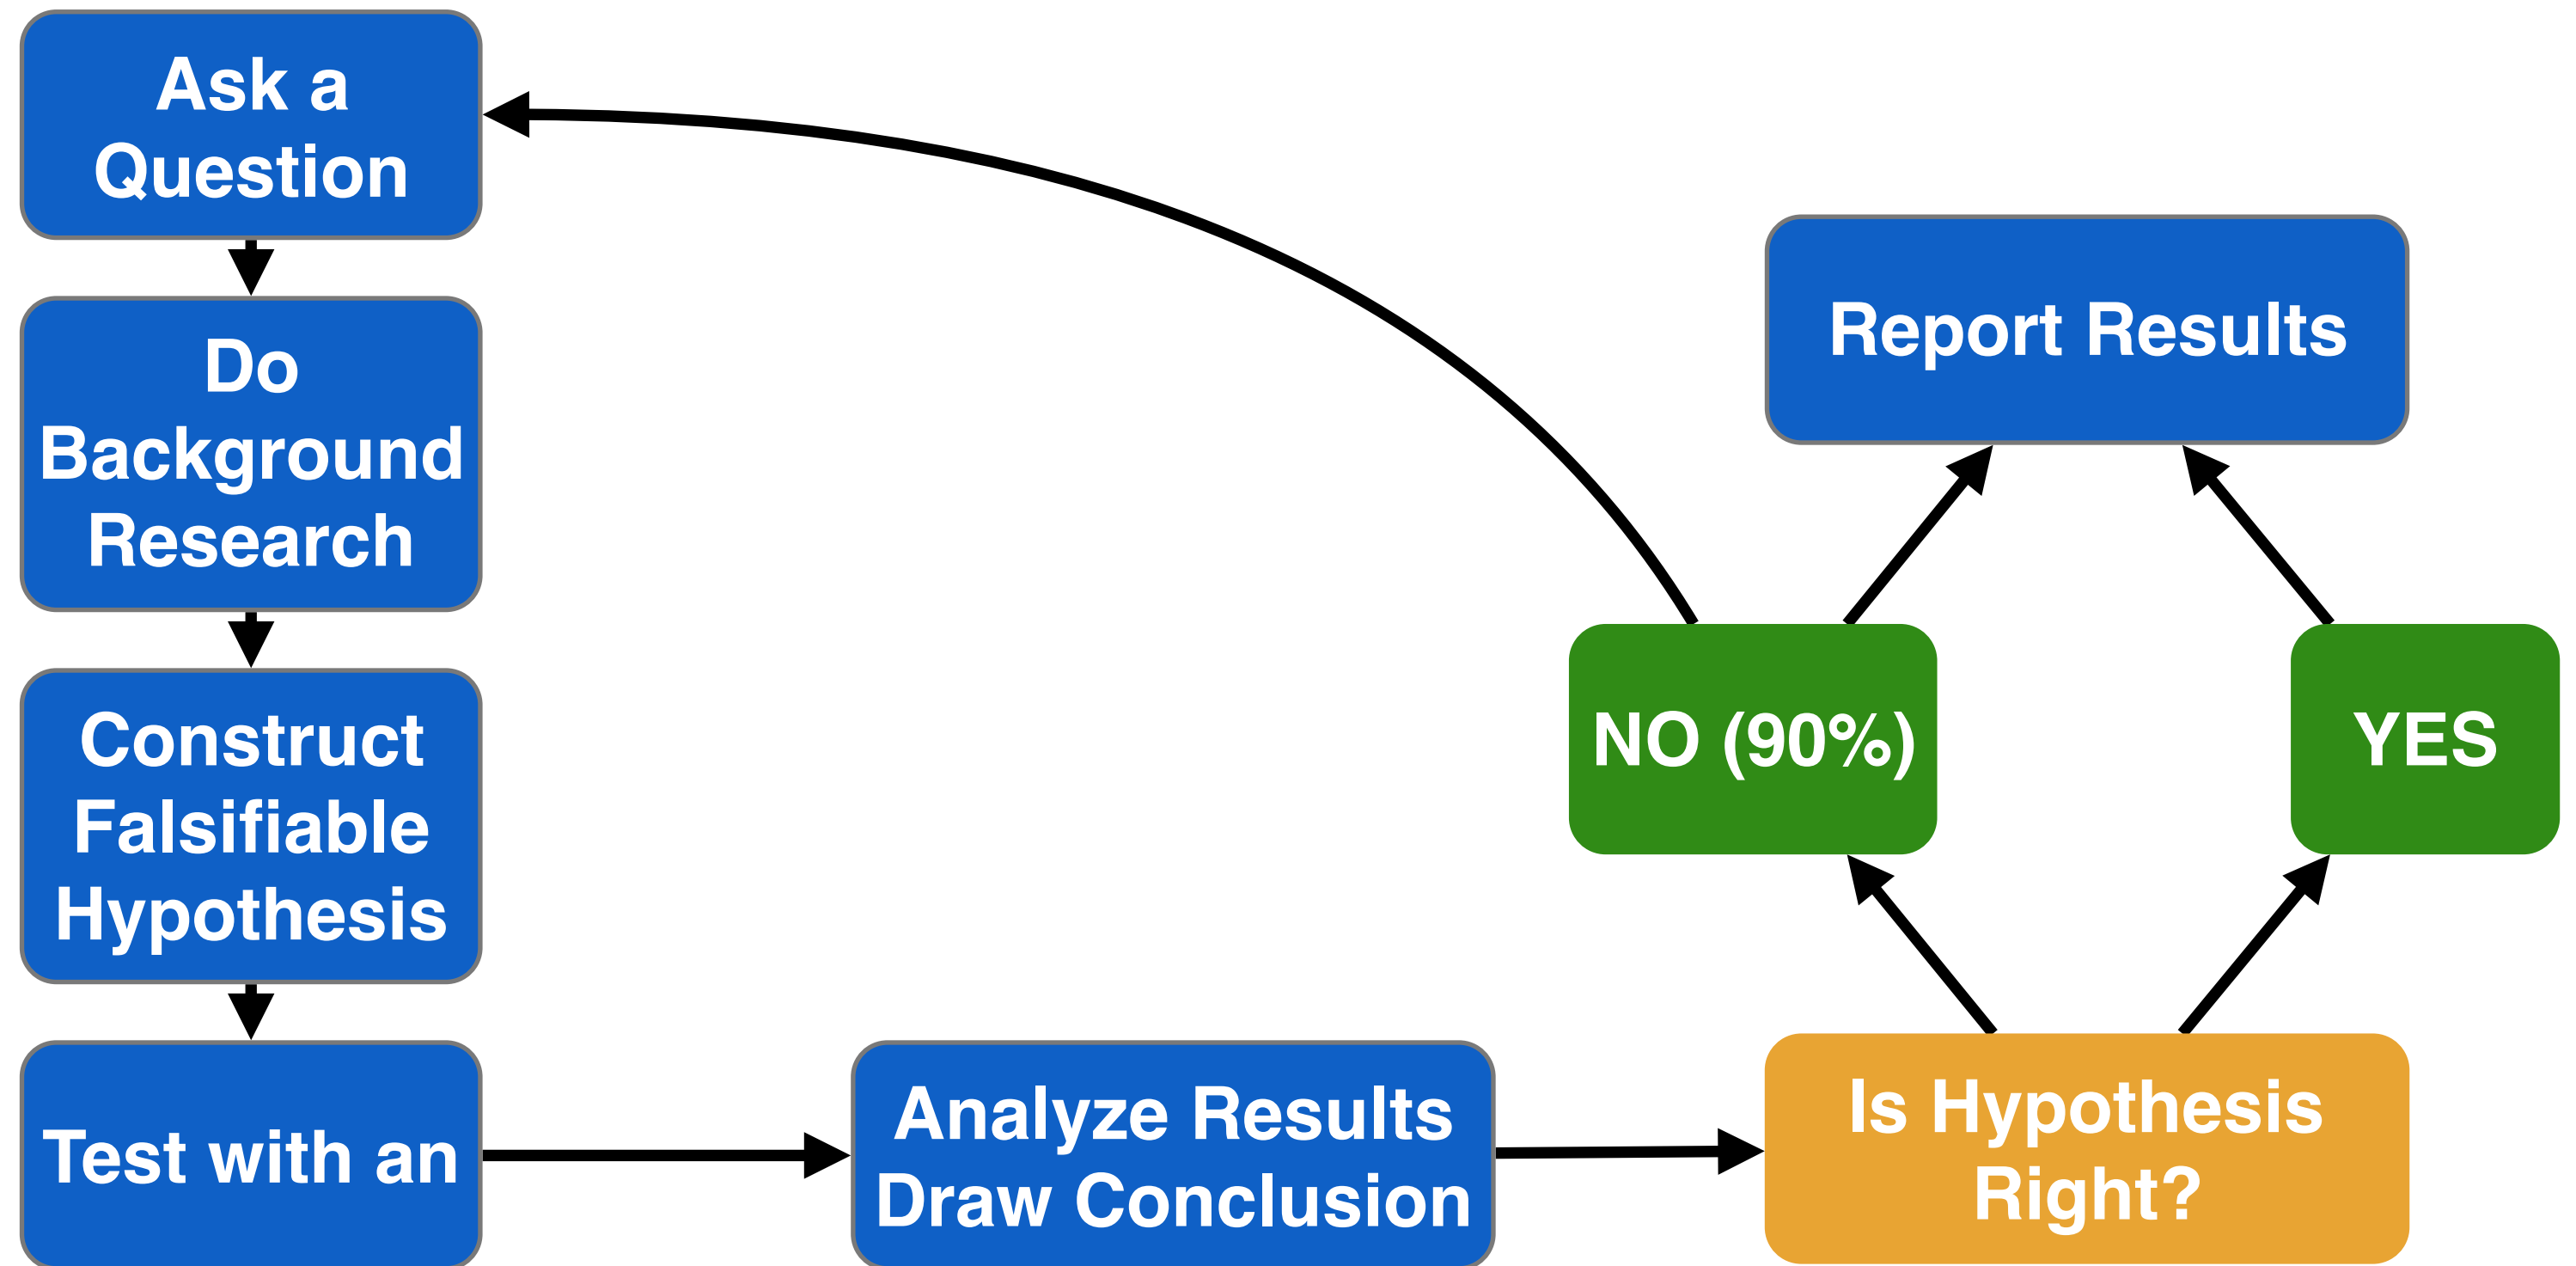 Ask a
Question
Do
Background
Research
Construct
Falsifiable
Hypothesis
Test with an
Analyze Results
Draw Conclusion
Is Hypothesis
Right?
NO (90%)
YES
Report Results